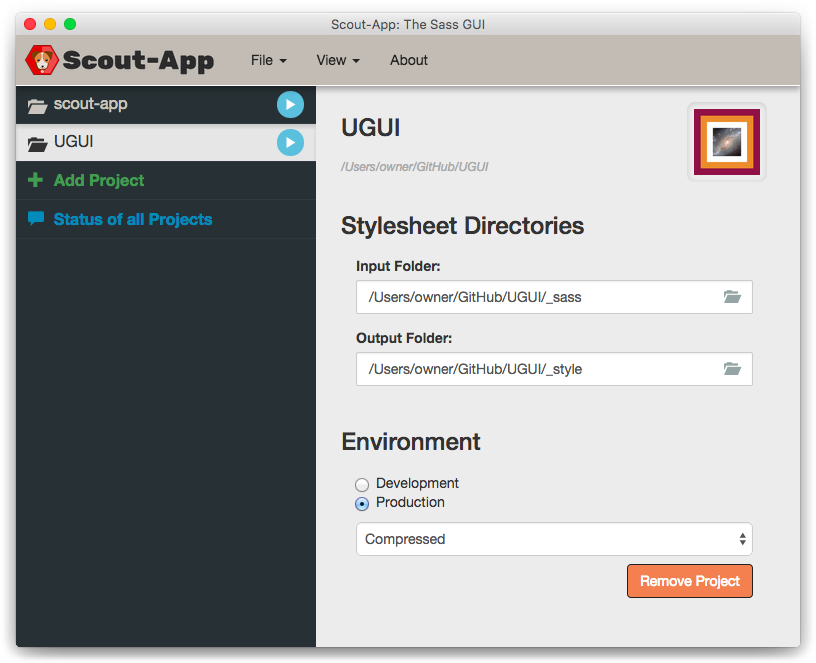 Scout-App: The Sass GUI
Scout-App File View About
scout-app
UGUI
Add Project
Status of all Projects
UGUI
/Users/owner/GitHub/UGUI
Stylesheet Directories
Input Folder:
/Users/owner/GitHub/UGUI/_sass
Output Folder:
/Users/owner/GitHub/UGUI/_style
Environment
Development
Production
Compressed
Remove Project